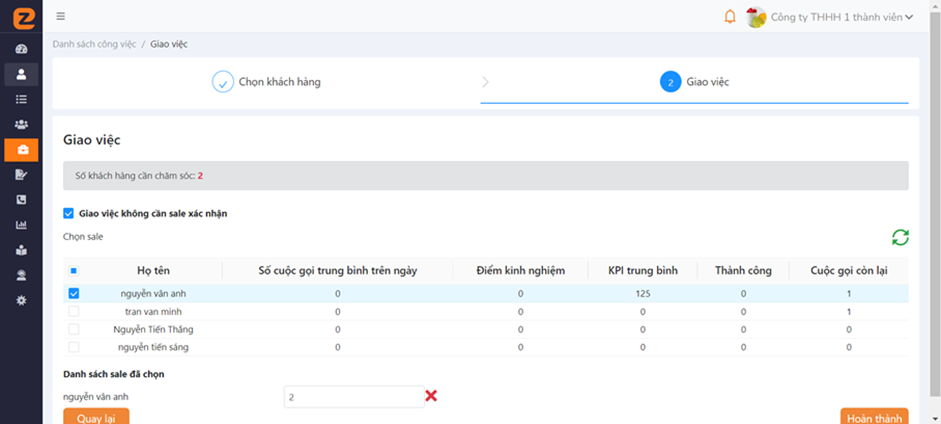 Công ty THHH 1 thành viên
Danh sách công việc / Giao việc
Chọn khách hàng
2 Giao việc
Giao việc
Số khách hàng cần chăm sóc: 2
Giao việc không cần sale xác nhận
Chọn sale
Họ tên Số cuộc gọi trung bình trên ngày Điểm kinh nghiệm KPI trung bình Thành công Cuộc gọi còn lại
nguyễn vân anh 0 0 125 0 1
tran van minh 0 0 0 0 1
Nguyễn Tiến Thắng 0 0 0 0 0
nguyễn tiến sáng 0 0 0 0 0
Danh sách sale đã chọn
nguyễn vân anh 2
Quay lại Hoàn thành